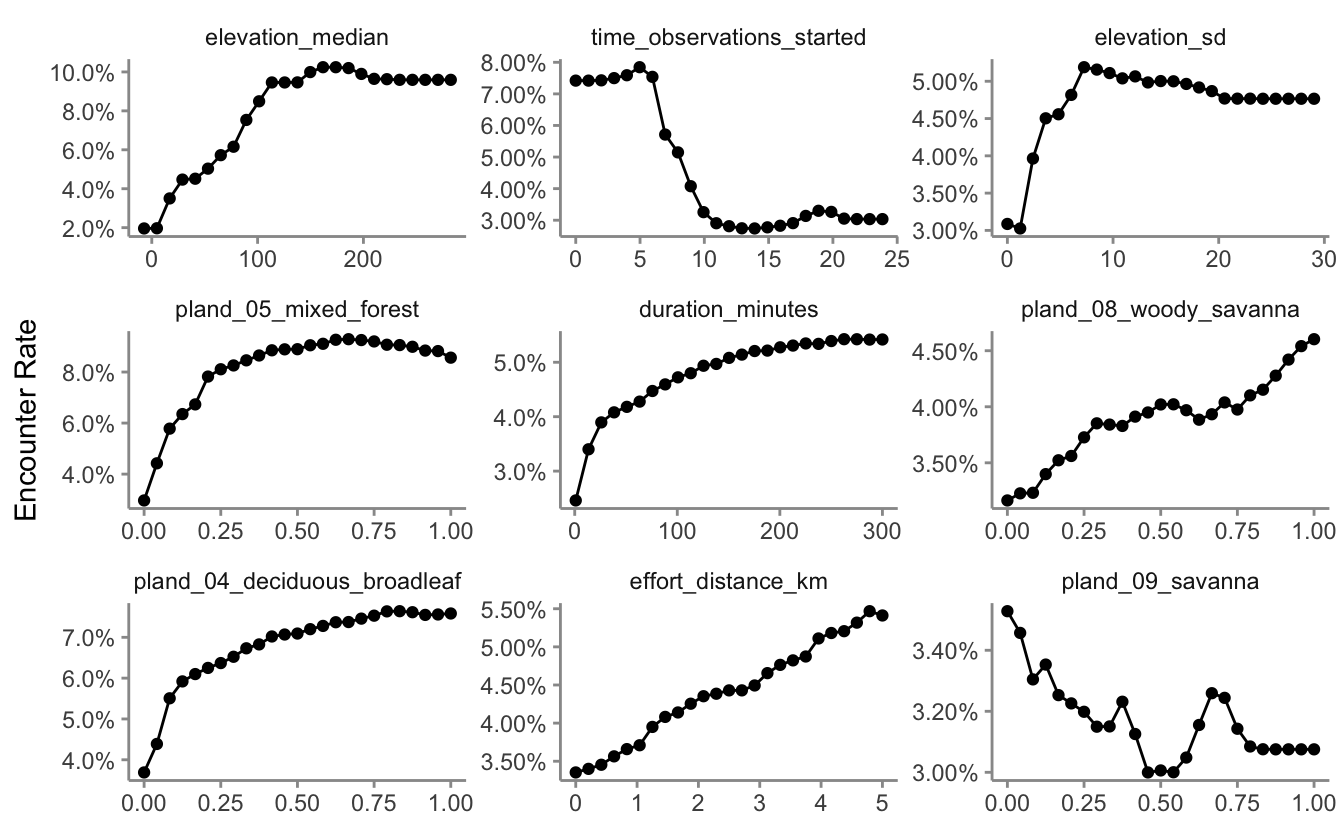 elevation_median
time_observations_started
elevation_sd
10.0%
8.0%
6.0%
4.0%
2.0%
0 100 200
8.00%
7.00%
6.00%
5.00%
4.00%
3.00%
0 5 10 15 20 25
5.00%
4.50%
4.00%
3.50%
3.00%
0 10 20 30
Encounter Rate
pland_05_mixed_forest
duration_minutes
pland_08_woody_savanna
8.0%
6.0%
4.0%
0.00 0.25 0.50 0.75 1.00
5.0%
4.0%
3.0%
0 100 200 300
4.50%
4.00%
3.50%
0.00 0.25 0.50 0.75 1.00
pland_04_deciduous_broadleaf
effort_distance_km
pland_09_savanna
7.0%
6.0%
5.0%
4.0%
0.00 0.25 0.50 0.75 1.00
5.50%
5.00%
4.50%
4.00%
3.50%
0 1 2 3 4 5
3.40%
3.20%
3.00%
0.00 0.25 0.50 0.75 1.00